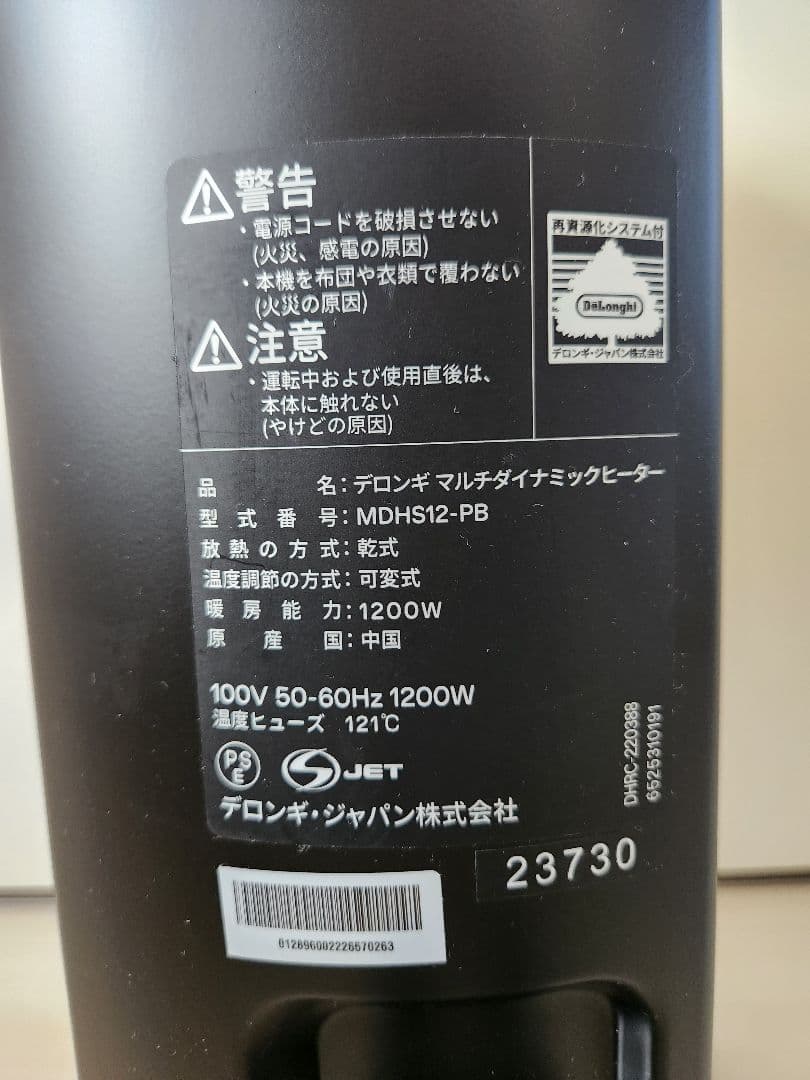 警告
・電源コードを破損させない
(火災、感電の原因)
・本機を布団や衣類で覆わない
(火災の原因)
注意
・運転中および使用直後は、
本体に触れない
(やけどの原因)
再資源化システム付
DeLonghi
デロンギ・ジャパン株式会社
品名：デロンギ マルチダイナミックヒーター
型式番号：MDHS12-PB
放熱の方式：乾式
温度調節の方式：可変式
暖房能力：1200W
原産国：中国
100V 50-60Hz 1200W
温度ヒューズ 121℃
PSE
JET
デロンギ・ジャパン株式会社
DHRC-220388
6525310191
23730
012896002226570263